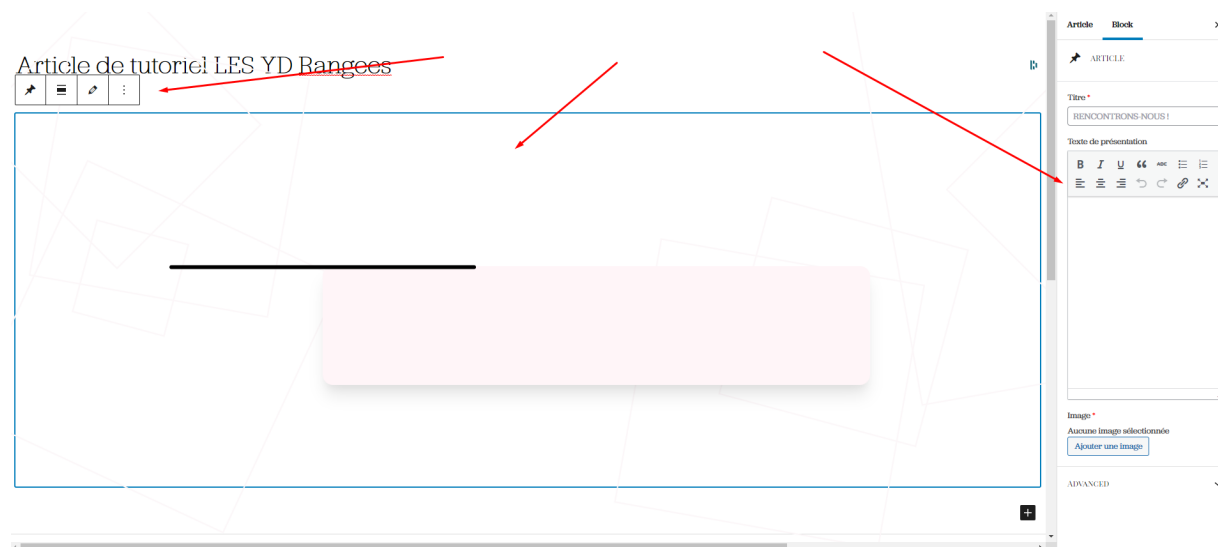 Article Block
Article de tutoriel LES YD Rangees
ARTICLE
Titre *
RENCONTRONS-NOUS !
Texte de présentation
B I U ABC
Image *
Aucune image sélectionnée
Ajouter une image
ADVANCED